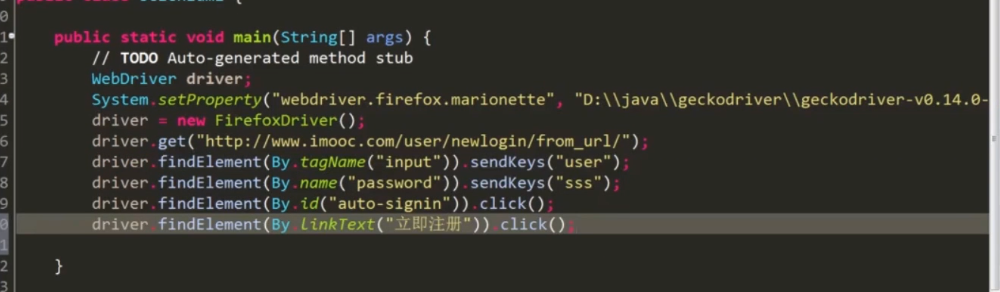 0
1 public static void main(String[] args) {
2 // TODO Auto-generated method stub
3 WebDriver driver;
4 System.setProperty("webdriver.firefox.marionette", "D:\\java\\geckodriver\\geckodriver-v0.14.0-
5 driver = new FirefoxDriver();
6 driver.get("http://www.imooc.com/user/newlogin/from_url/");
7 driver.findElement(By.tagName("input")).sendKeys("user");
8 driver.findElement(By.name("password")).sendKeys("sss");
9 driver.findElement(By.id("auto-signin")).click();
0 driver.findElement(By.linkText("立即注册")).click();
1
2 }
3